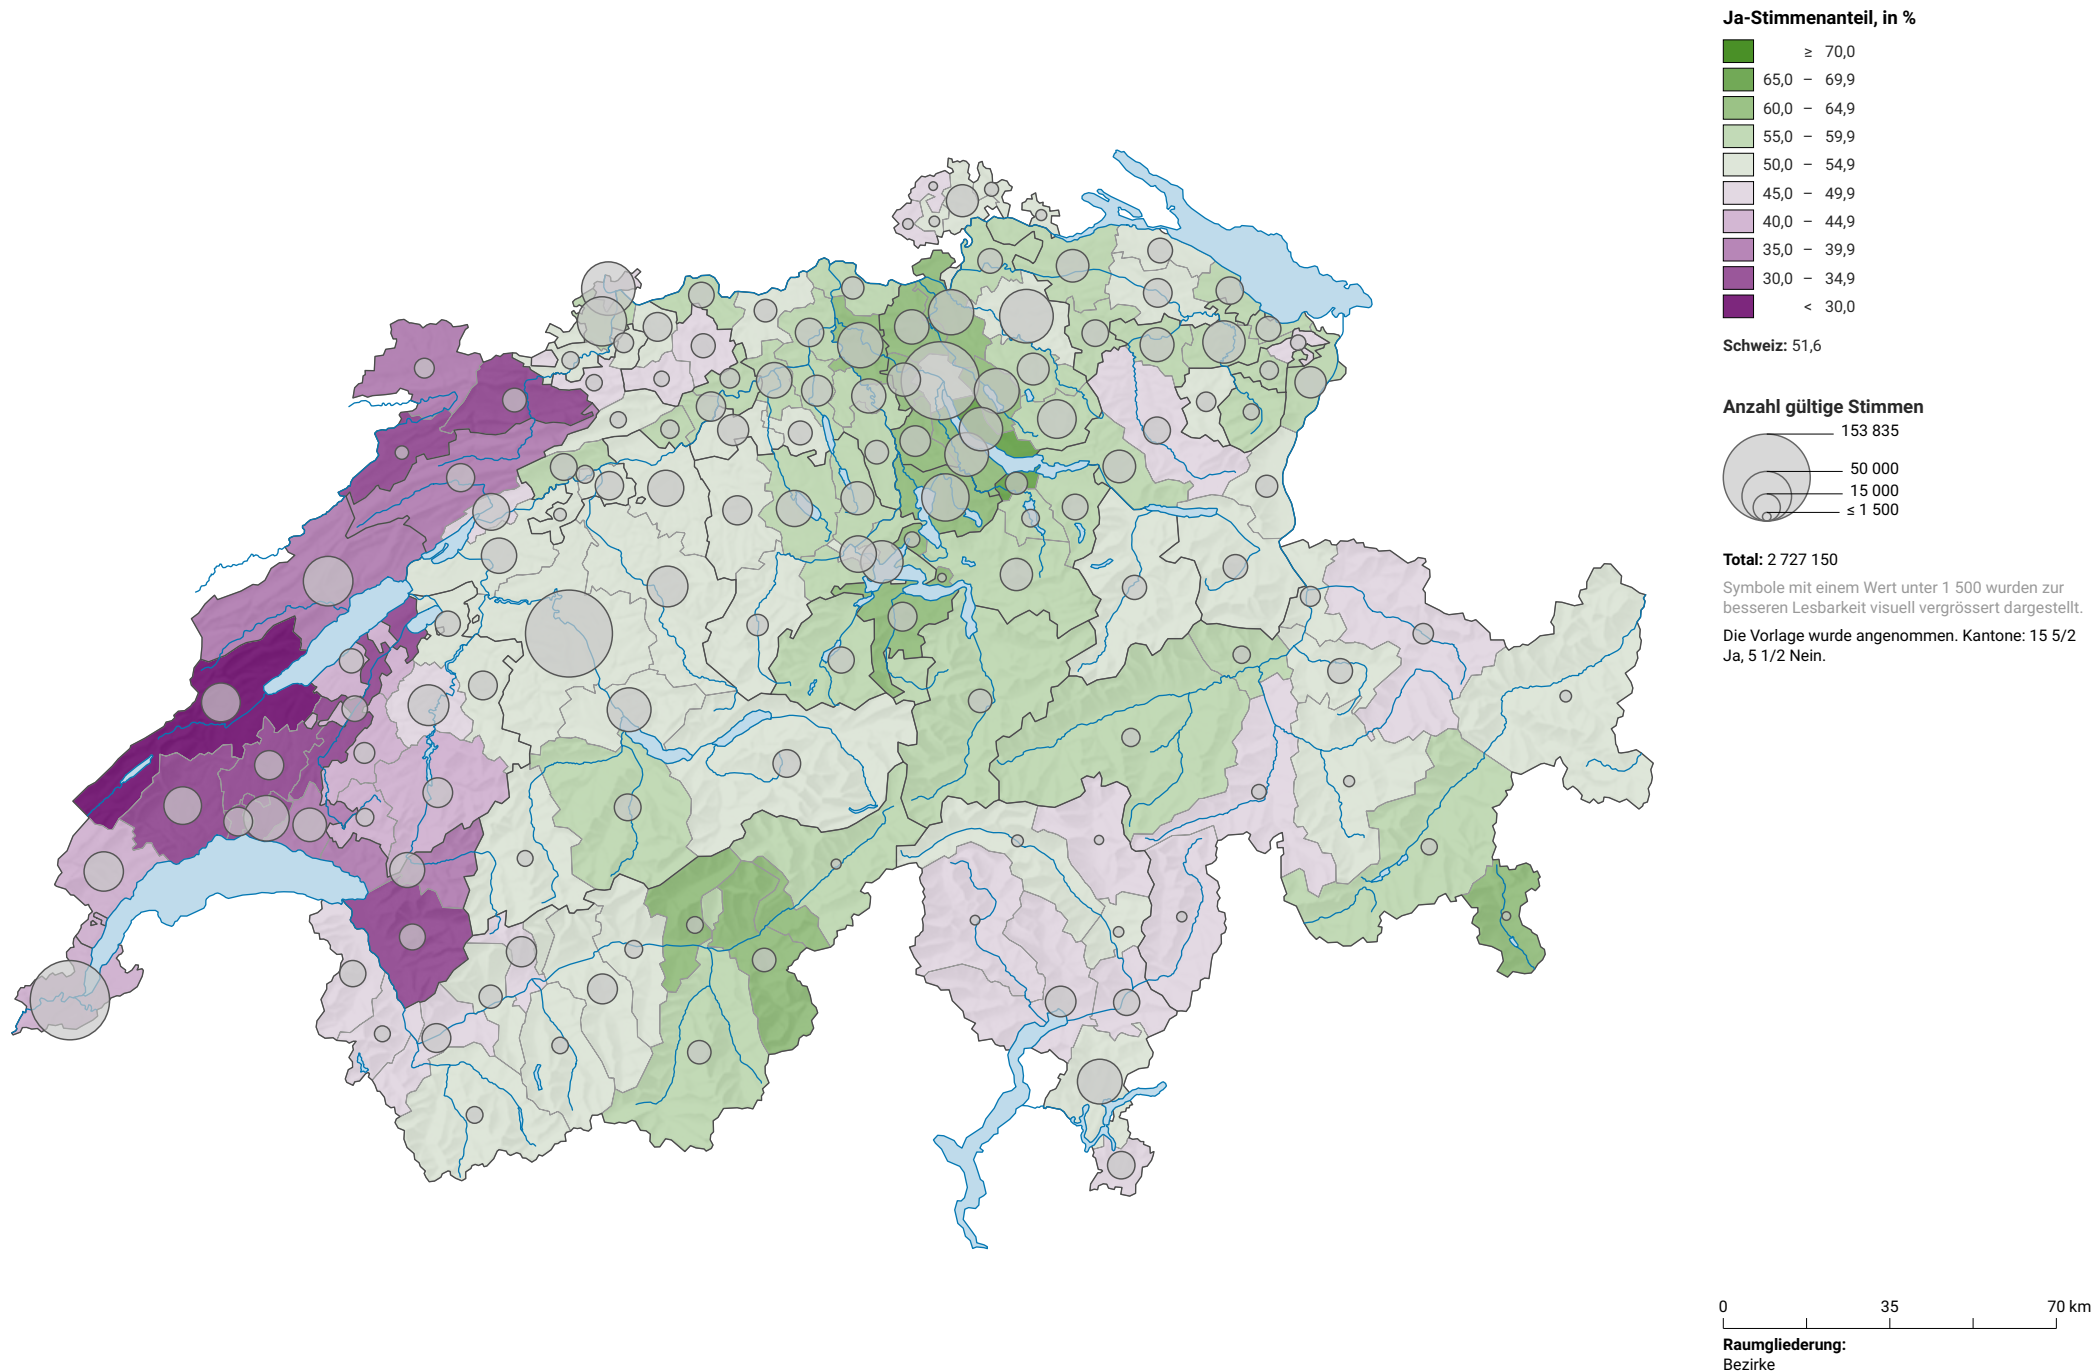 Ja-Stimmenanteil, in %
≥ 70,0
65,0 – 69,9
60,0 – 64,9
55,0 – 59,9
50,0 – 54,9
45,0 – 49,9
40,0 – 44,9
35,0 – 39,9
30,0 – 34,9
< 30,0
Schweiz: 51,6
Anzahl gültige Stimmen
153 835
50 000
15 000
≤ 1 500
Total: 2 727 150
Symbole mit einem Wert unter 1 500 wurden zur
besseren Lesbarkeit visuell vergrössert dargestellt.
Die Vorlage wurde angenommen. Kantone: 15 5/2
Ja, 5 1/2 Nein.
0 35 70 km
Raumgliederung:
Bezirke